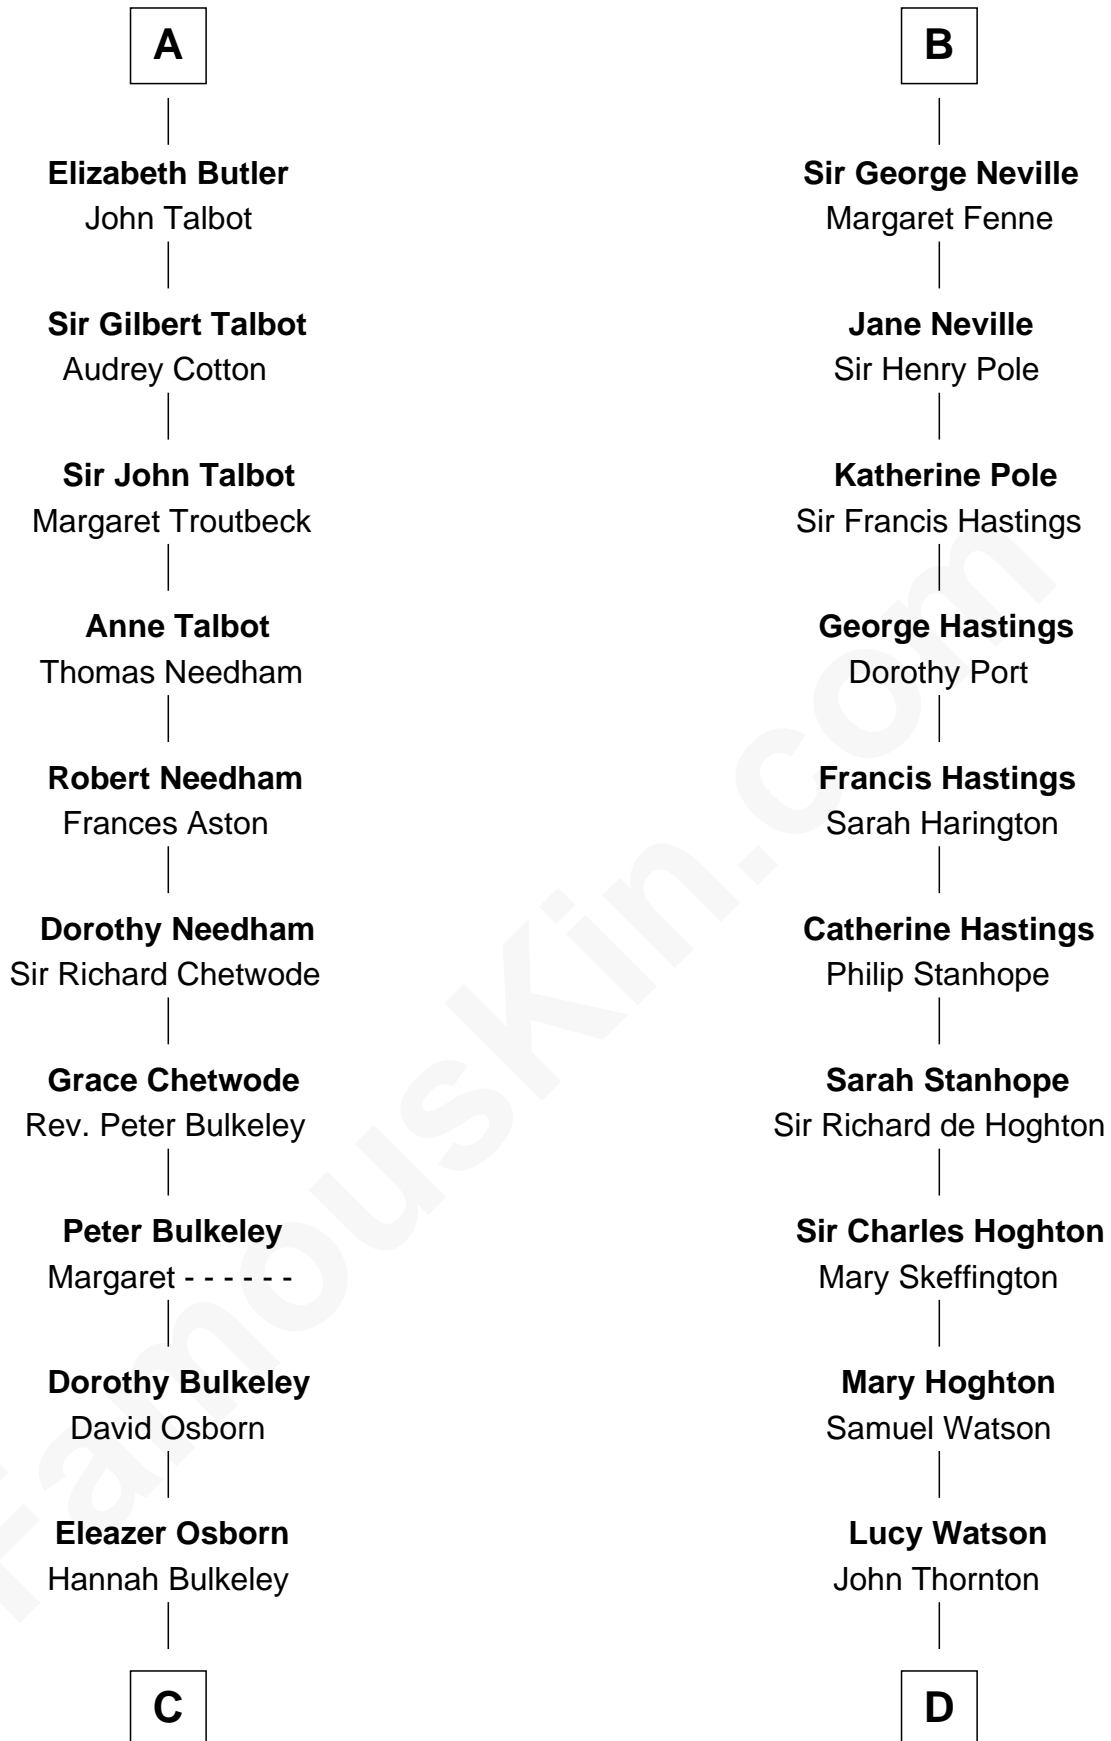 A
Elizabeth Butler
John Talbot
Sir Gilbert Talbot
Audrey Cotton
Sir John Talbot
Margaret Troutbeck
Anne Talbot
Thomas Needham
Robert Needham
Frances Aston
Dorothy Needham
Sir Richard Chetwode
Grace Chetwode
Rev. Peter Bulkeley
Peter Bulkeley
Margaret - - - - - -
Dorothy Bulkeley
David Osborn
Eleazer Osborn
Hannah Bulkeley
C
B
Sir George Neville
Margaret Fenne
Jane Neville
Sir Henry Pole
Katherine Pole
Sir Francis Hastings
George Hastings
Dorothy Port
Francis Hastings
Sarah Harington
Catherine Hastings
Philip Stanhope
Sarah Stanhope
Sir Richard de Hoghton
Sir Charles Hoghton
Mary Skeffington
Mary Hoghton
Samuel Watson
Lucy Watson
John Thornton
D
FamousKin.com